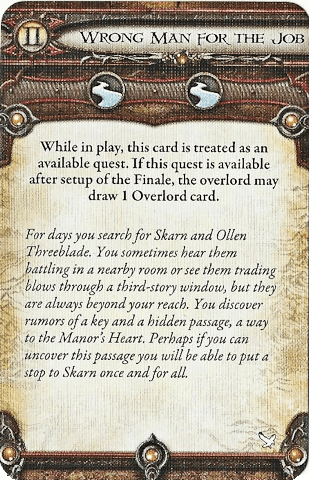 II
Wrong Man for the Job
While in play, this card is treated as an
available quest. If this quest is available
after setup of the Finale, the overlord may
draw 1 Overlord card.
For days you search for Skarn and Ollen
Threeblade. You sometimes hear them
battling in a nearby room or see them trading
blows through a third-story window, but they
are always beyond your reach. You discover
rumors of a key and a hidden passage, a way
to the Manor's Heart. Perhaps if you can
uncover this passage you will be able to put a
stop to Skarn once and for all.